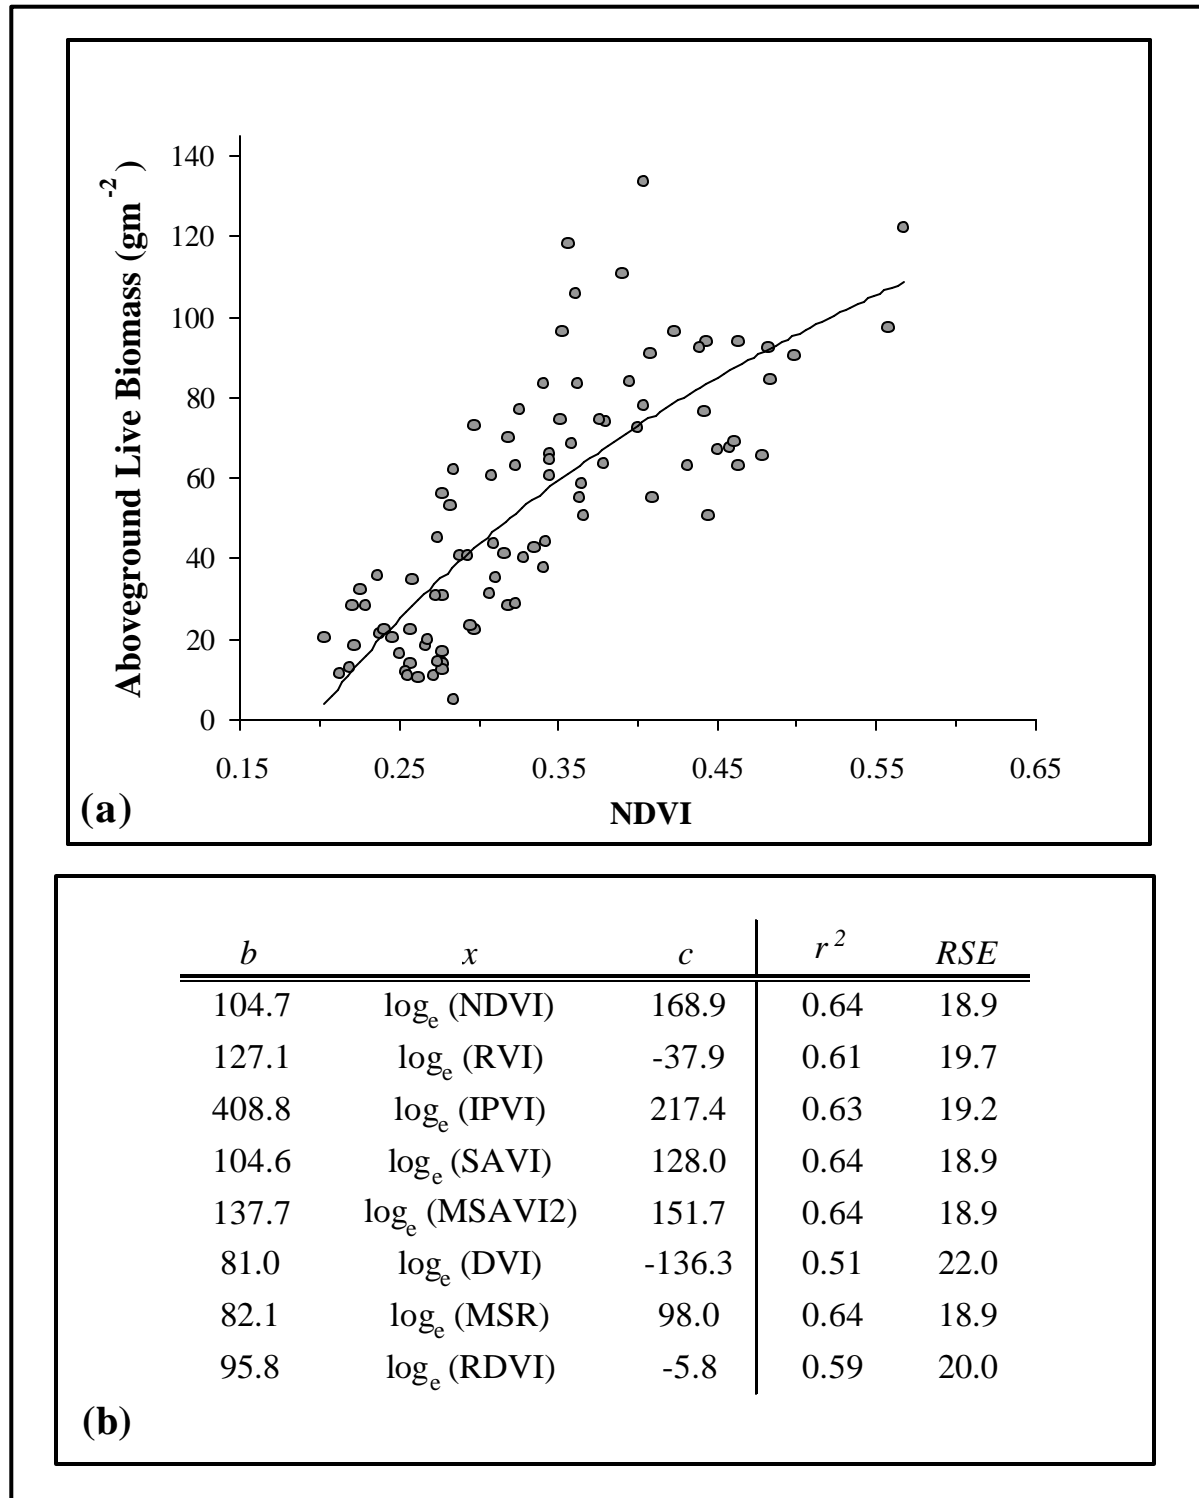 Aboveground Live Biomass (gm⁻²)
140
120
100
80
60
40
20
0
0.15 0.25 0.35 0.45 0.55 0.65
NDVI
(a)
b x c r² RSE
104.7 logₑ (NDVI) 168.9 0.64 18.9
127.1 logₑ (RVI) -37.9 0.61 19.7
408.8 logₑ (IPVI) 217.4 0.63 19.2
104.6 logₑ (SAVI) 128.0 0.64 18.9
137.7 logₑ (MSAVI2) 151.7 0.64 18.9
81.0 logₑ (DVI) -136.3 0.51 22.0
82.1 logₑ (MSR) 98.0 0.64 18.9
95.8 logₑ (RDVI) -5.8 0.59 20.0
(b)